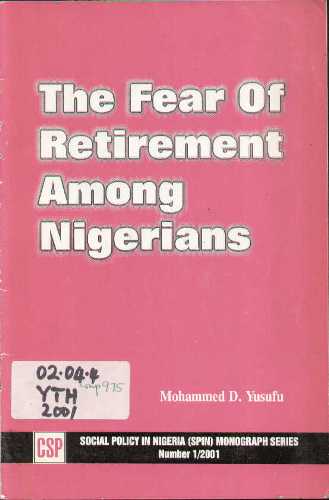 The Fear Of
Retirement
Among
Nigerians
02.04.4
YTH
2001
Mohammed D. Yusufu
CSP
SOCIAL POLICY IN NIGERIA (SPIN) MONOGRAPH SERIES
Number 1/2001